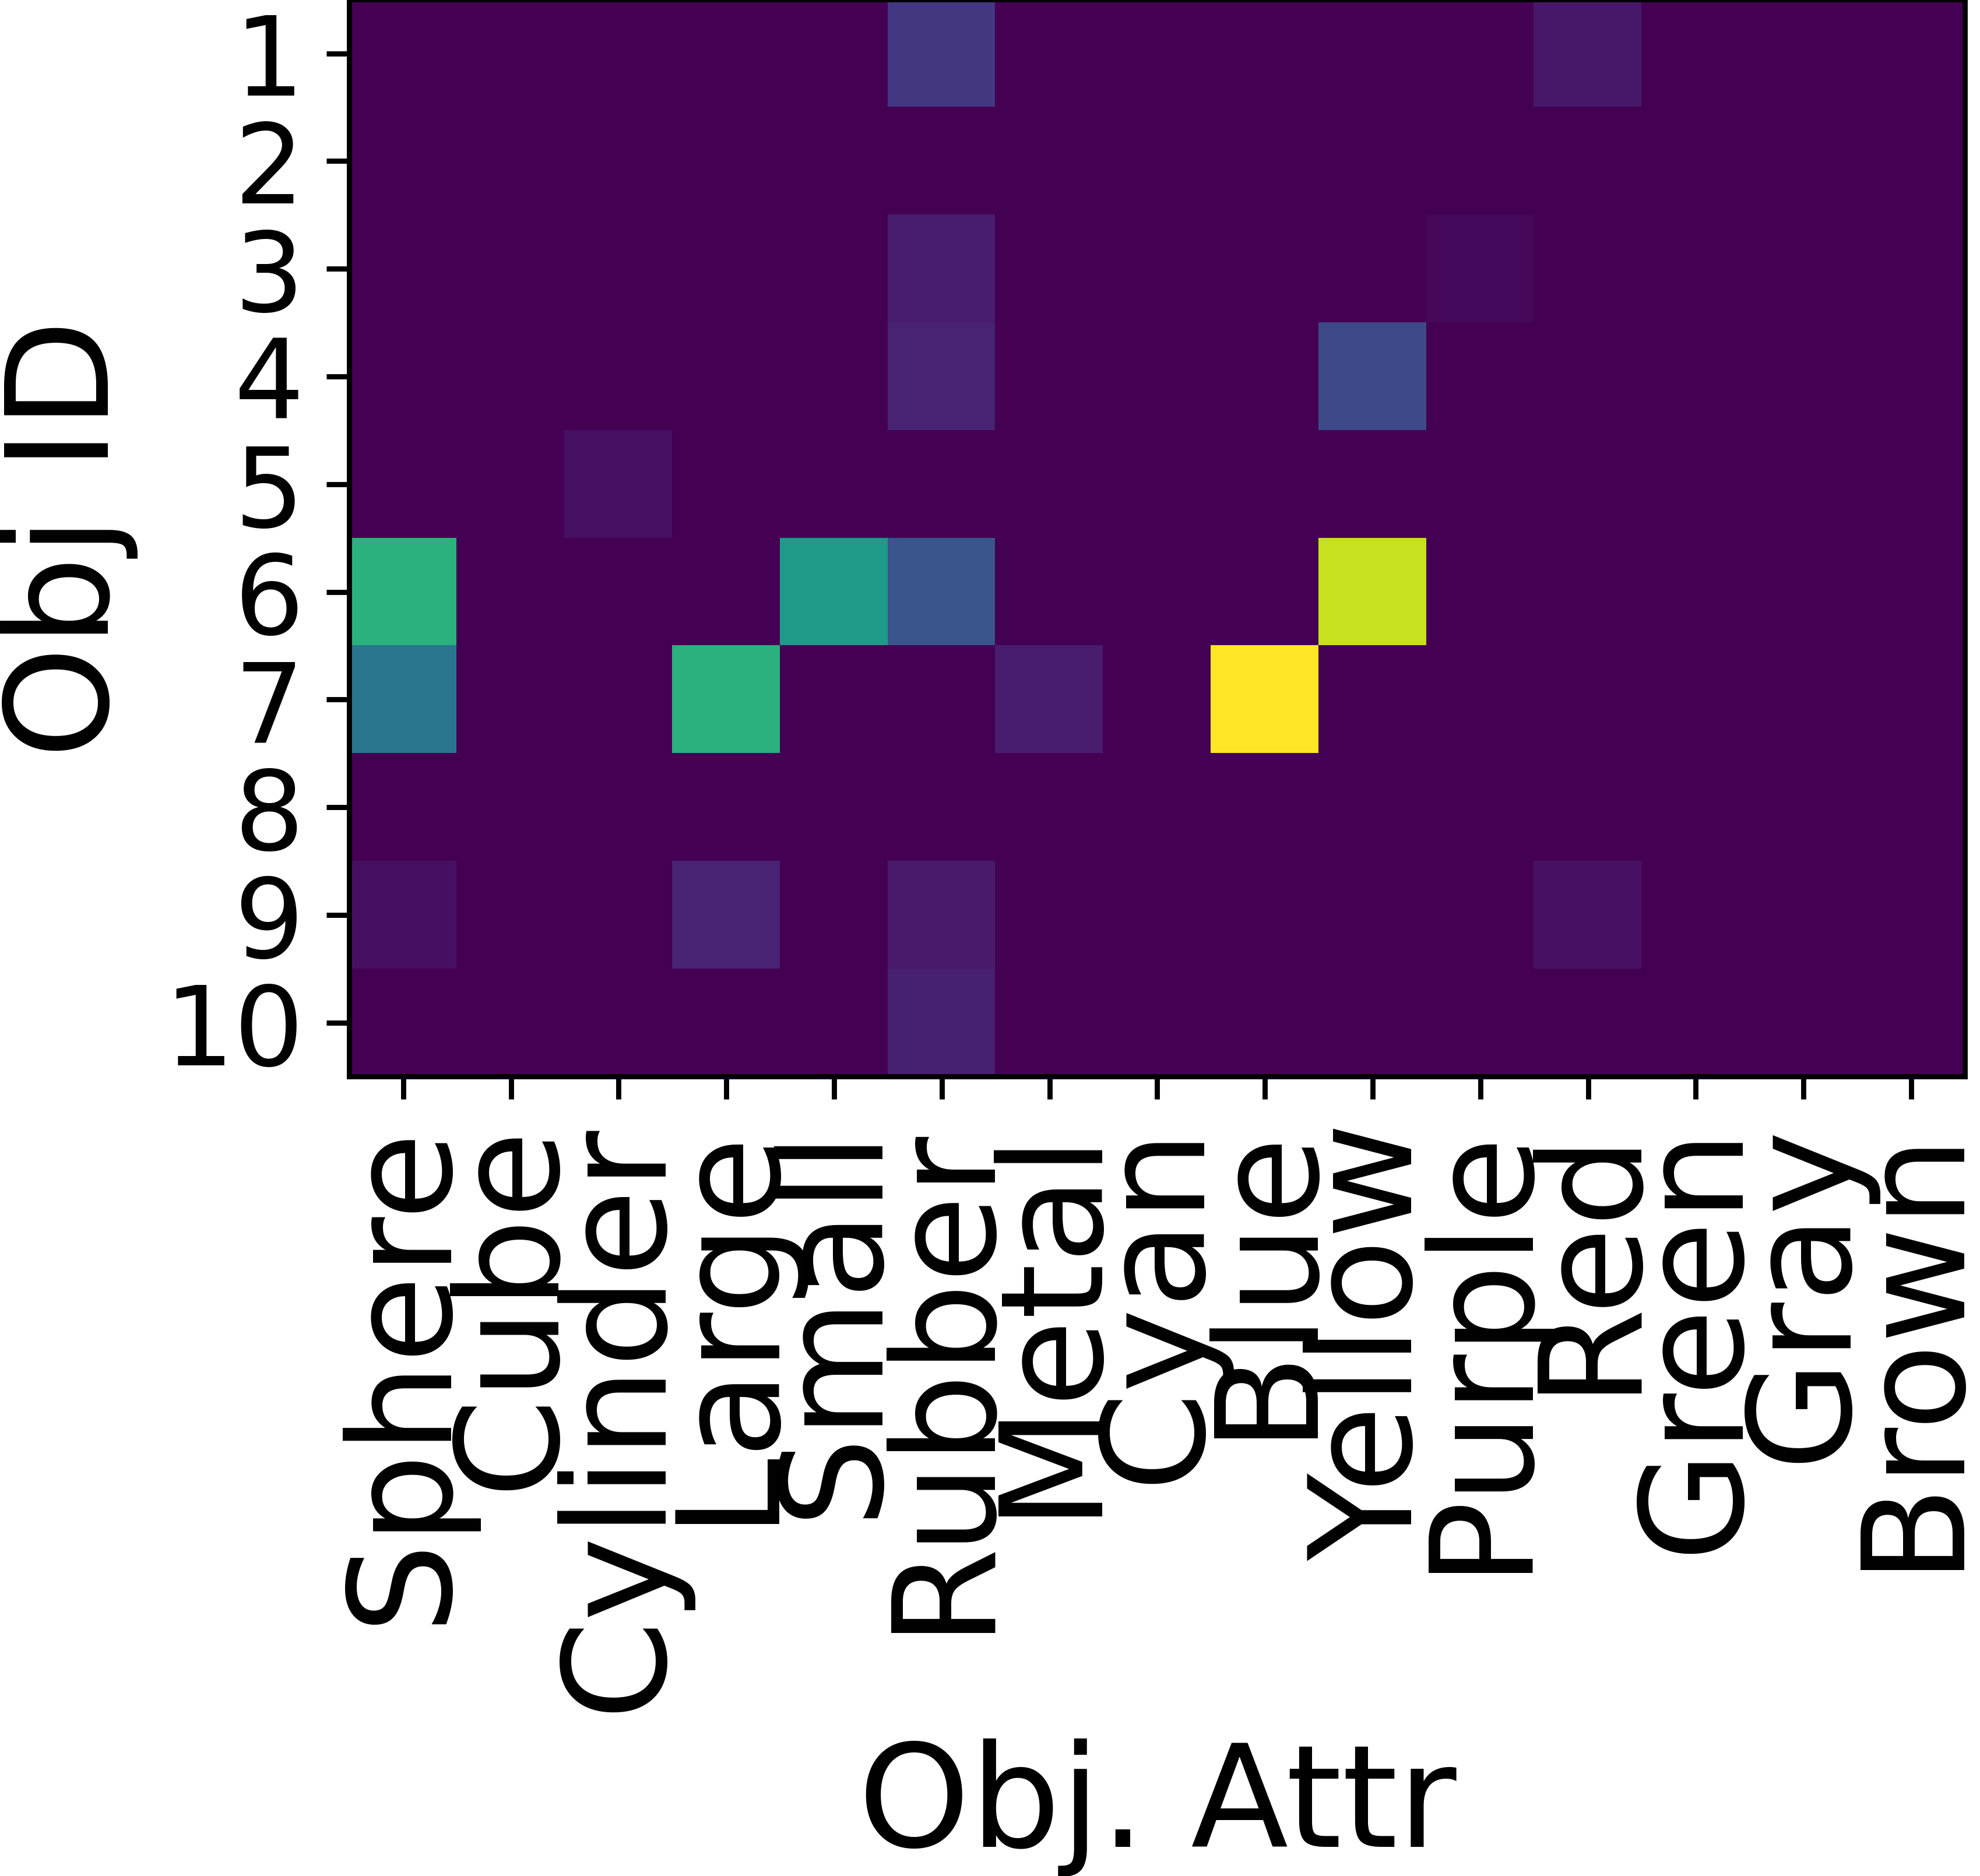 Obj ID
1
2
3
4
5
6
7
8
9
10
Sphere
Cube
Cylinder
Large
Small
Rubber
Metal
Cyan
Blue
Yellow
Purple
Red
Green
Gray
Brown
Obj. Attr